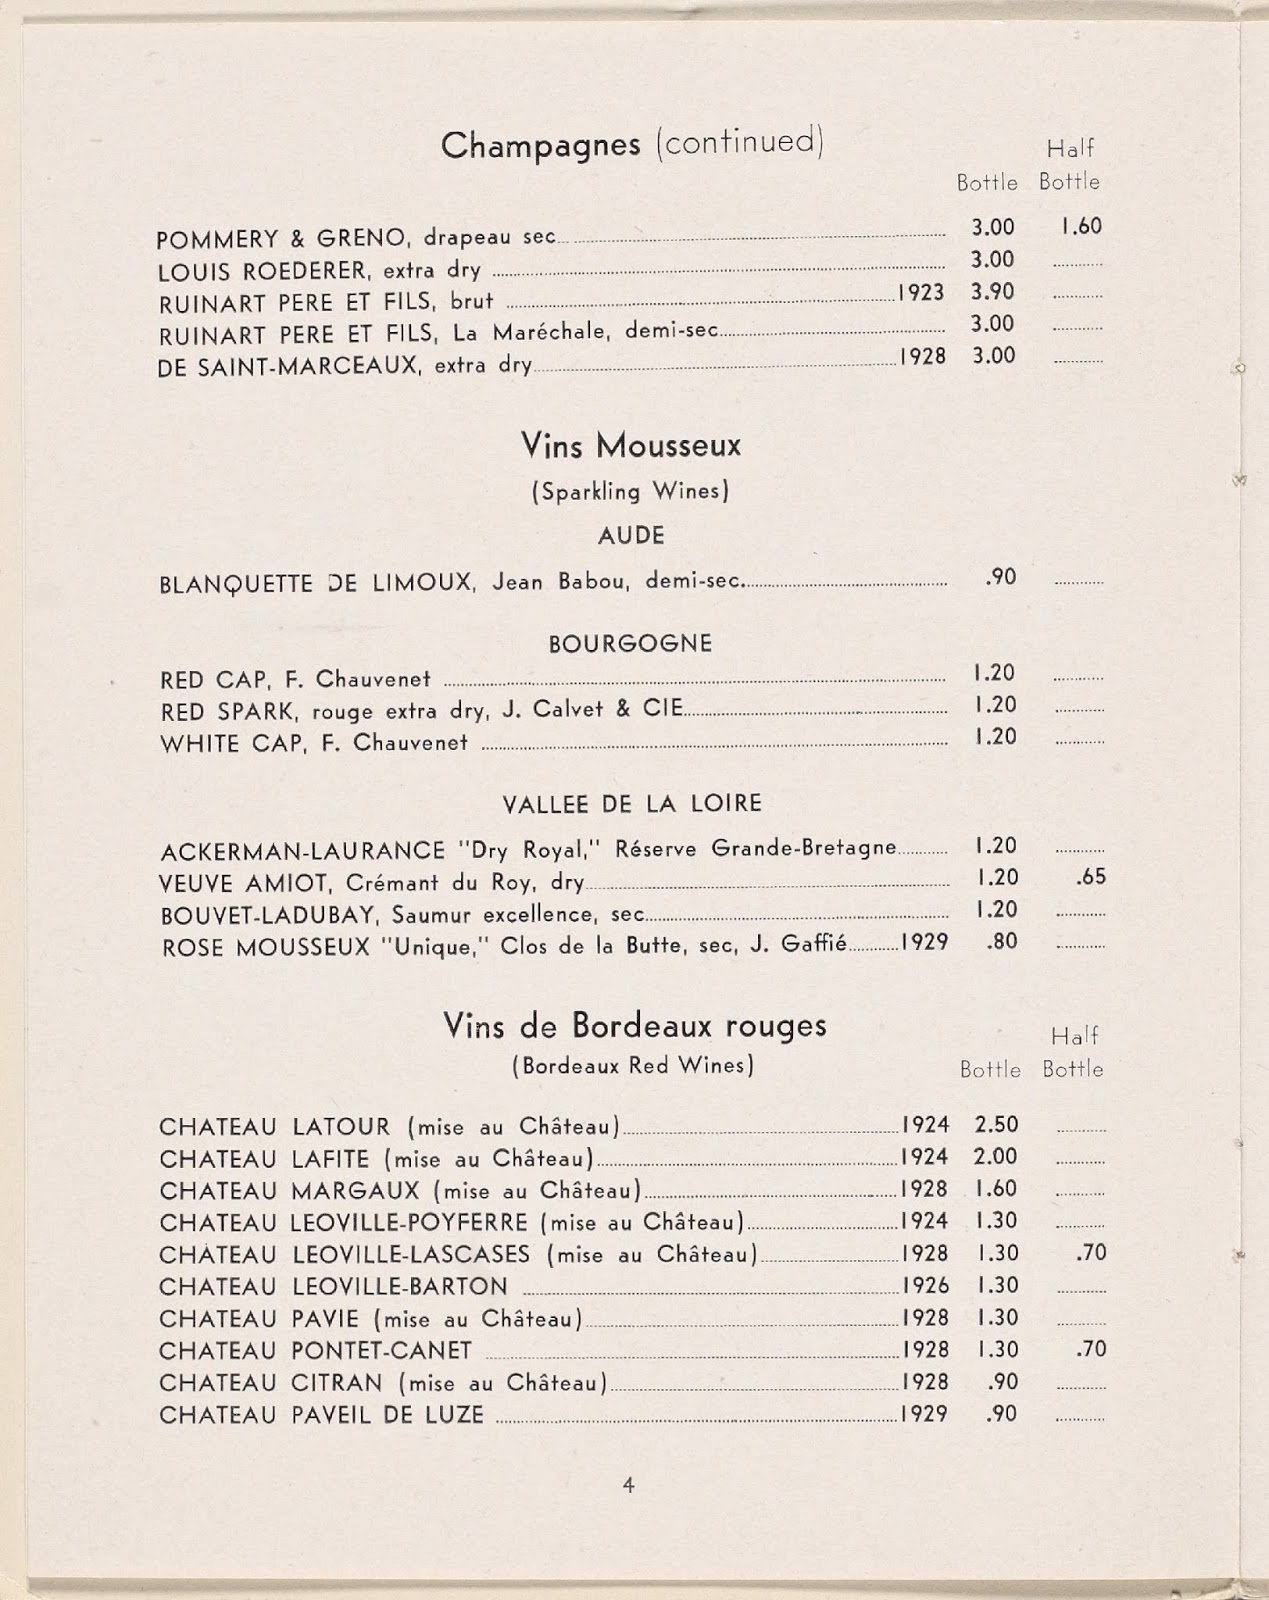 Champagnes (continued)
Half
Bottle Bottle
POMMERY & GRENO, drapeau sec 3.00 1.60
LOUIS ROEDERER, extra dry 3.00
RUINART PERE ET FILS, brut 1923 3.90
RUINART PERE ET FILS, La Maréchale, demi-sec 3.00
DE SAINT-MARCEAUX, extra dry 1928 3.00
Vins Mousseux
(Sparkling Wines)
AUDE
BLANQUETTE DE LIMOUX, Jean Babou, demi-sec. .90
BOURGOGNE
RED CAP, F. Chauvenet 1.20
RED SPARK, rouge extra dry, J. Calvet & CIE 1.20
WHITE CAP, F. Chauvenet 1.20
VALLEE DE LA LOIRE
ACKERMAN-LAURANCE "Dry Royal," Réserve Grande-Bretagne 1.20
VEUVE AMIOT, Crémant du Roy, dry 1.20 .65
BOUVET-LADUBAY, Saumur excellence, sec 1.20
ROSE MOUSSEUX "Unique," Clos de la Butte, sec, J. Gaffié 1929 .80
Vins de Bordeaux rouges
(Bordeaux Red Wines)
Half
Bottle Bottle
CHATEAU LATOUR (mise au Château) 1924 2.50
CHATEAU LAFITE (mise au Château) 1924 2.00
CHATEAU MARGAUX (mise au Château) 1928 1.60
CHATEAU LEOVILLE-POYFERRE (mise au Château) 1924 1.30
CHATEAU LEOVILLE-LASCASES (mise au Château) 1928 1.30 .70
CHATEAU LEOVILLE-BARTON 1926 1.30
CHATEAU PAVIE (mise au Château) 1928 1.30
CHATEAU PONTET-CANET 1928 1.30 .70
CHATEAU CITRAN (mise au Château) 1928 .90
CHATEAU PAVEIL DE LUZE 1929 .90
4